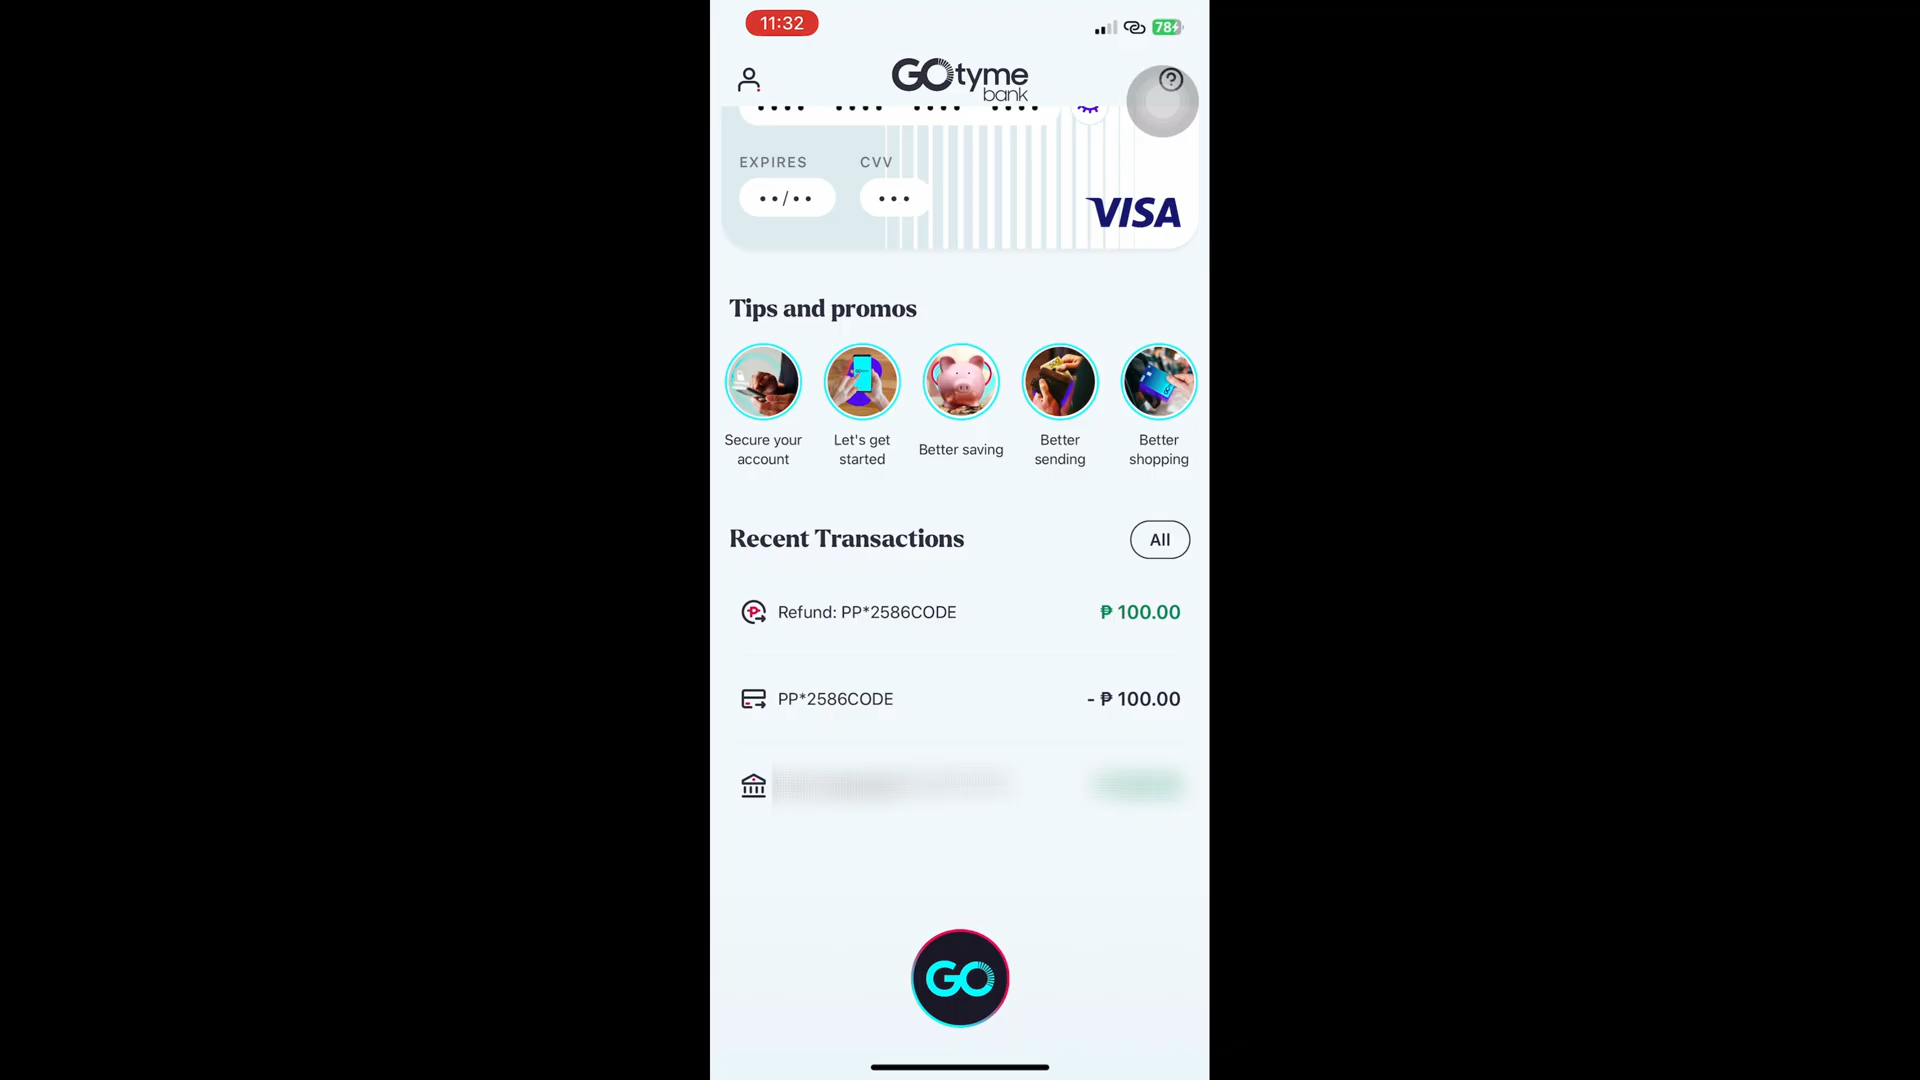 11:32
78
GOtyme
bank
•••• •••• •••• ••••
EXPIRES CVV
••/•• •••
VISA
Tips and promos
Secure your account
Let's get started
Better saving
Better sending
Better shopping
Recent Transactions All
Refund: PP*2586CODE ₱ 100.00
PP*2586CODE - ₱ 100.00
GO